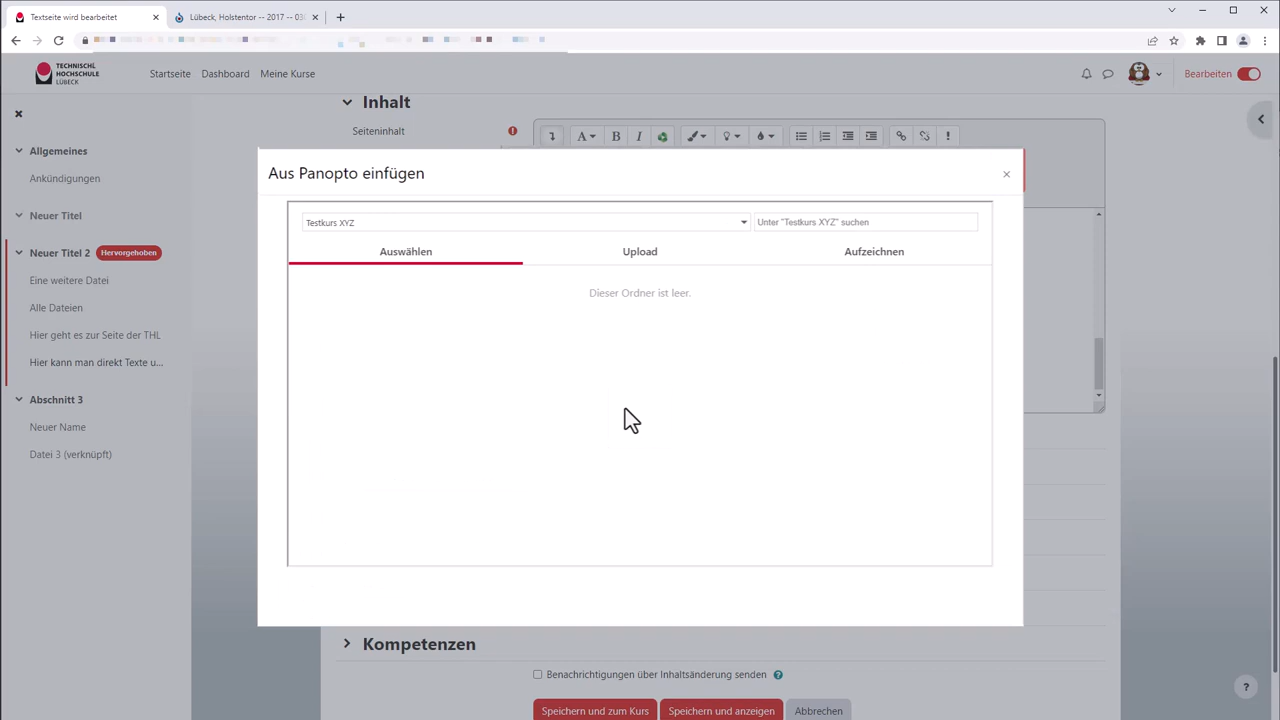 Textseite wird bearbeitet
Lübeck, Holstentor -- 2017 -- 03
TECHNISCHE HOCHSCHULE LÜBECK
Startseite Dashboard Meine Kurse
Bearbeiten
Inhalt
Seiteninhalt
Allgemeines
Ankündigungen
Neuer Titel
Neuer Titel 2 Hervorgehoben
Eine weitere Datei
Alle Dateien
Hier geht es zur Seite der THL
Hier kann man direkt Texte u...
Abschnitt 3
Neuer Name
Datei 3 (verknüpft)
Aus Panopto einfügen
Testkurs XYZ
Unter "Testkurs XYZ" suchen
Auswählen Upload Aufzeichnen
Dieser Ordner ist leer.
Kompetenzen
Benachrichtigungen über Inhaltsänderung senden
Speichern und zum Kurs Speichern und anzeigen Abbrechen